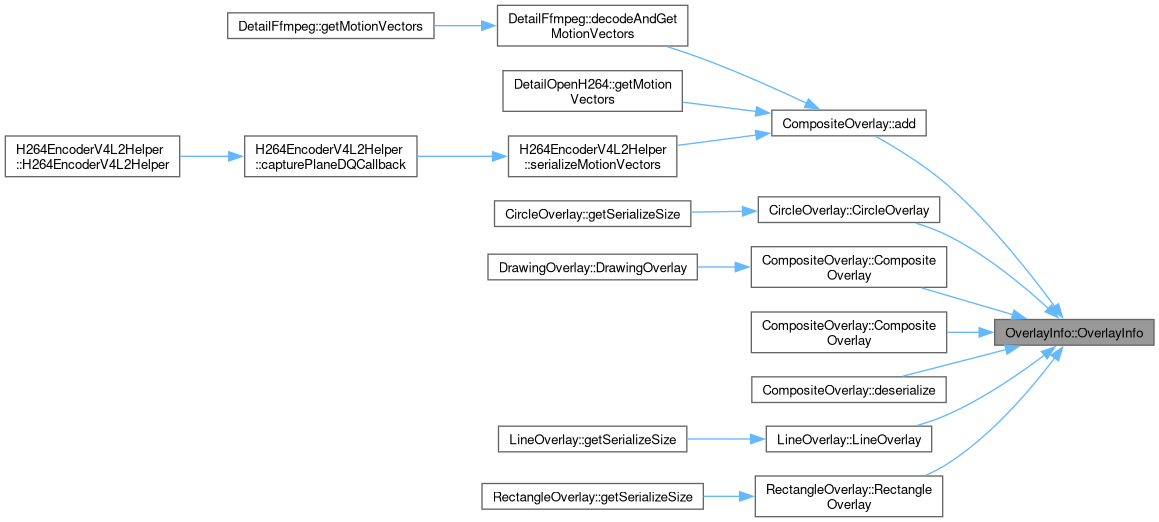 DetailFfmpeg::getMotionVectors
DetailFfmpeg::decodeAndGet
MotionVectors
DetailOpenH264::getMotion
Vectors
CompositeOverlay::add
H264EncoderV4L2Helper
::H264EncoderV4L2Helper
H264EncoderV4L2Helper
::capturePlaneDQCallback
H264EncoderV4L2Helper
::serializeMotionVectors
CircleOverlay::getSerializeSize
CircleOverlay::CircleOverlay
DrawingOverlay::DrawingOverlay
CompositeOverlay::Composite
Overlay
CompositeOverlay::Composite
Overlay
OverlayInfo::OverlayInfo
CompositeOverlay::deserialize
LineOverlay::getSerializeSize
LineOverlay::LineOverlay
RectangleOverlay::getSerializeSize
RectangleOverlay::Rectangle
Overlay